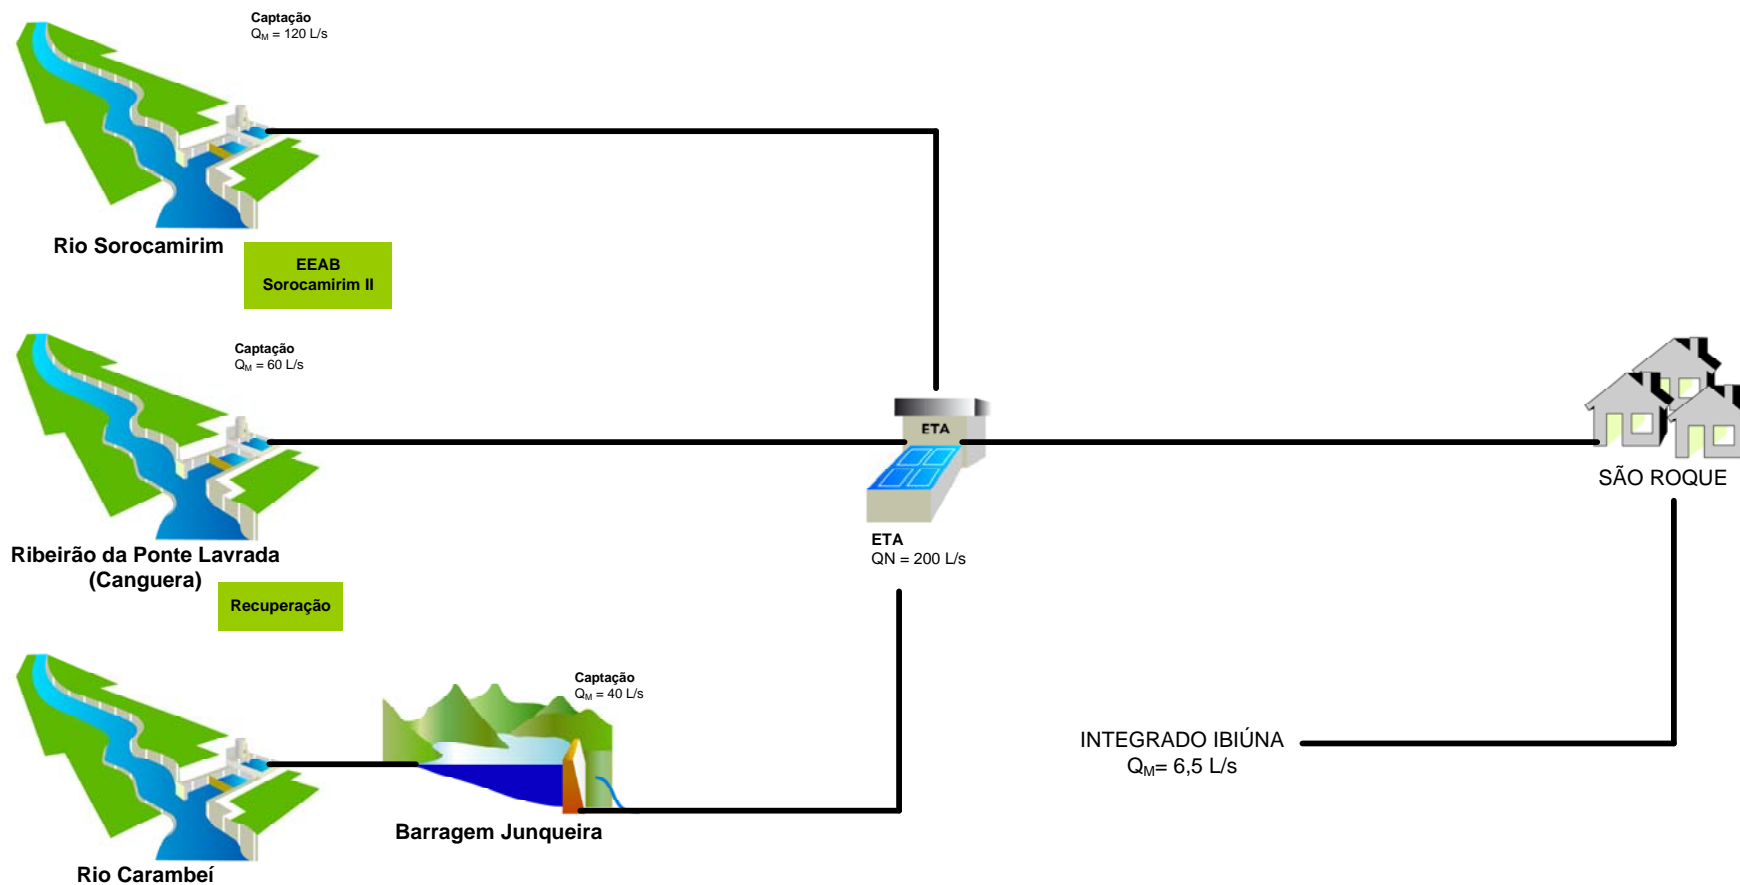 Captação
QM = 120 L/s
Rio Sorocamirim
EEAB
Sorocamirim II
Captação
QM = 60 L/s
Ribeirão da Ponte Lavrada
(Canguera)
Recuperação
ETA
ETA
QN = 200 L/s
SÃO ROQUE
Captação
QM = 40 L/s
Barragem Junqueira
Rio Carambeí
INTEGRADO IBIÚNA
QM= 6,5 L/s